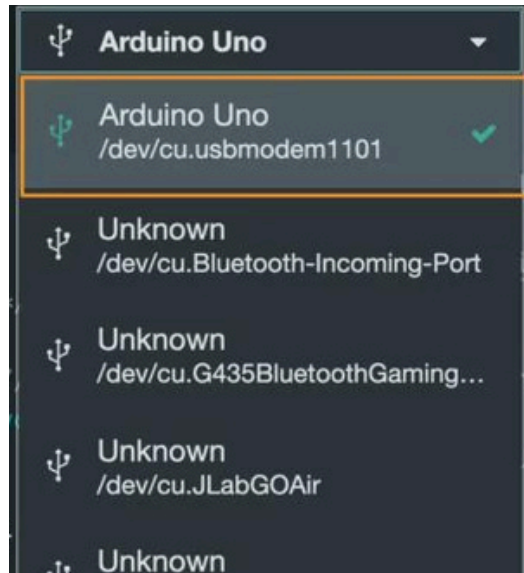 Arduino Uno
Arduino Uno
/dev/cu.usbmodem1101
Unknown
/dev/cu.Bluetooth-Incoming-Port
Unknown
/dev/cu.G435BluetoothGaming...
Unknown
/dev/cu.JLabGOAir
Unknown